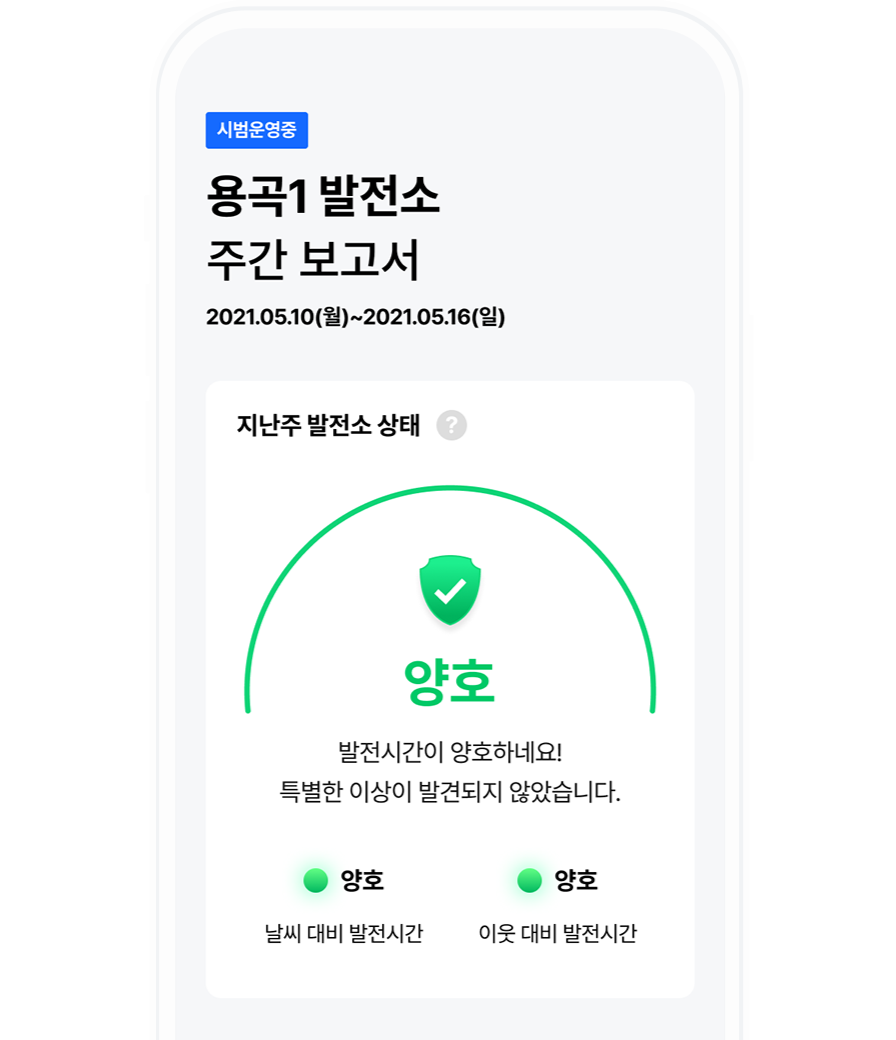 시범운영중
용곡1 발전소
주간 보고서
2021.05.10(월)~2021.05.16(일)
지난주 발전소 상태 ?
양호
발전시간이 양호하네요!
특별한 이상이 발견되지 않았습니다.
양호 양호
날씨 대비 발전시간 이웃 대비 발전시간